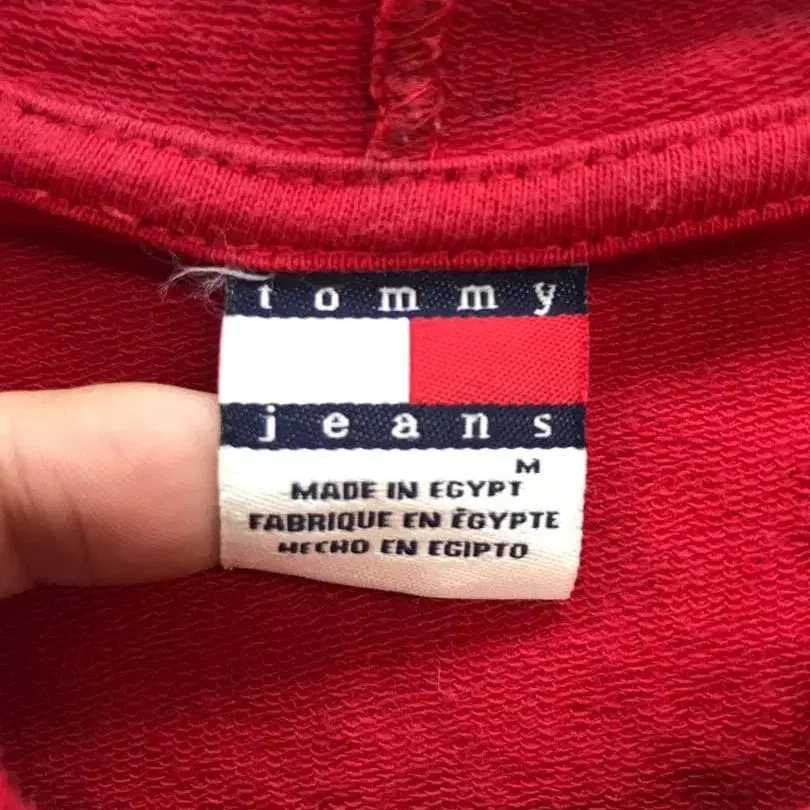 tommy
jeans
M
MADE IN EGYPT
FABRIQUE EN ÉGYPTE
HECHO EN EGIPTO